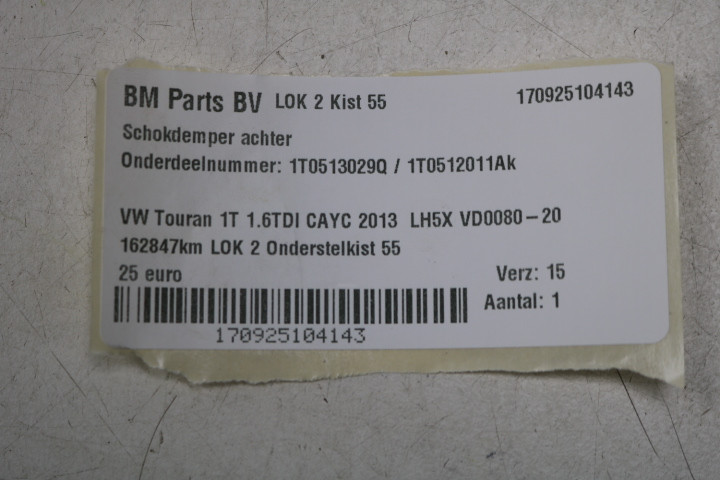 BM Parts BV LOK 2 Kist 55 170925104143
Schokdemper achter
Onderdeelnummer: 1T0513029Q / 1T0512011Ak
VW Touran 1T 1.6TDI CAYC 2013 LH5X VD0080-20
162847km LOK 2 Onderstelkist 55
25 euro Verz: 15
Aantal: 1
170925104143